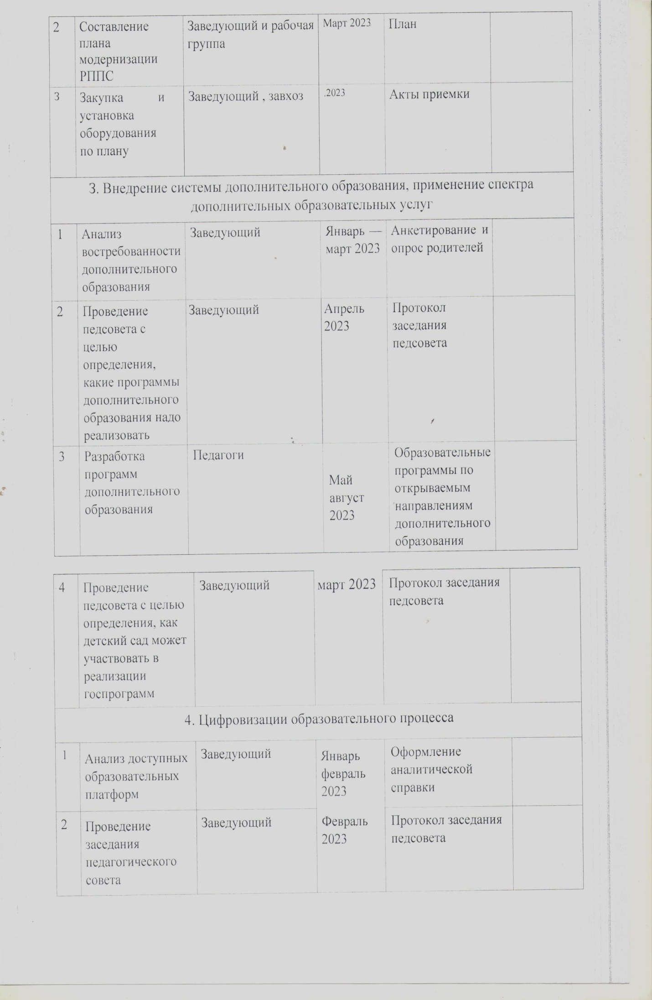 2
Составление
плана
модернизации
РППС
Заведующий и рабочая
группа
Март 2023
План
3
Закупка и
установка
оборудования
по плану
Заведующий , завхоз
.2023
Акты приемки
3. Внедрение системы дополнительного образования, применение спектра
дополнительных образовательных услуг
1
Анализ
востребованности
дополнительного
образования
Заведующий
Январь —
март 2023
Анкетирование и
опрос родителей
2
Проведение
педсовета с
целью
определения,
какие программы
дополнительного
образования надо
реализовать
Заведующий
Апрель
2023
Протокол
заседания
педсовета
3
Разработка
программ
дополнительного
образования
Педагоги
Май
август
2023
Образовательные
программы по
открываемым
направлениям
дополнительного
образования
4
Проведение
педсовета с целью
определения, как
детский сад может
участвовать в
реализации
госпрограмм
Заведующий
март 2023
Протокол заседания
педсовета
4. Цифровизации образовательного процесса
1
Анализ доступных
образовательных
платформ
Заведующий
Январь
февраль
2023
Оформление
аналитической
справки
2
Проведение
заседания
педагогического
совета
Заведующий
Февраль
2023
Протокол заседания
педсовета